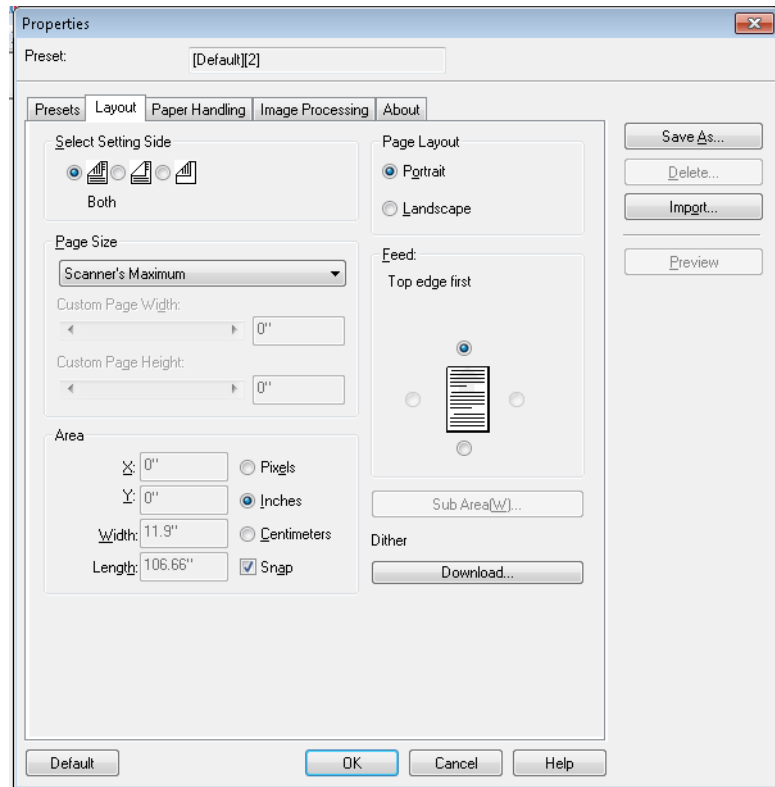 Properties
Preset: [Default][2]
Presets Layout Paper Handling Image Processing About
Select Setting Side
Both
Page Size
Scanner's Maximum
Custom Page Width:
0"
Custom Page Height:
0"
Area
X: 0" Pixels
Y: 0" Inches
Width: 11.9" Centimeters
Length: 106.66" Snap
Page Layout
Portrait
Landscape
Feed:
Top edge first
Sub Area(W)...
Dither
Download...
Save As...
Delete...
Import...
Preview
Default OK Cancel Help